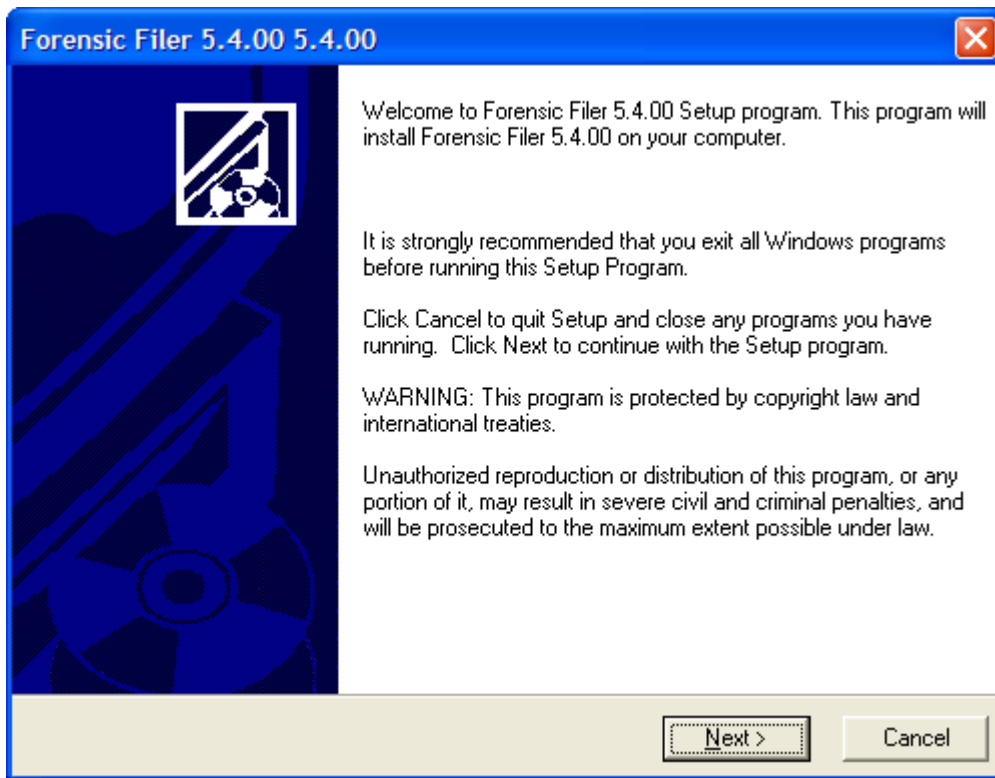 Forensic Filer 5.4.00 5.4.00
Welcome to Forensic Filer 5.4.00 Setup program. This program will
install Forensic Filer 5.4.00 on your computer.
It is strongly recommended that you exit all Windows programs
before running this Setup Program.
Click Cancel to quit Setup and close any programs you have
running.  Click Next to continue with the Setup program.
WARNING: This program is protected by copyright law and
international treaties.
Unauthorized reproduction or distribution of this program, or any
portion of it, may result in severe civil and criminal penalties, and
will be prosecuted to the maximum extent possible under law.
Next >
Cancel